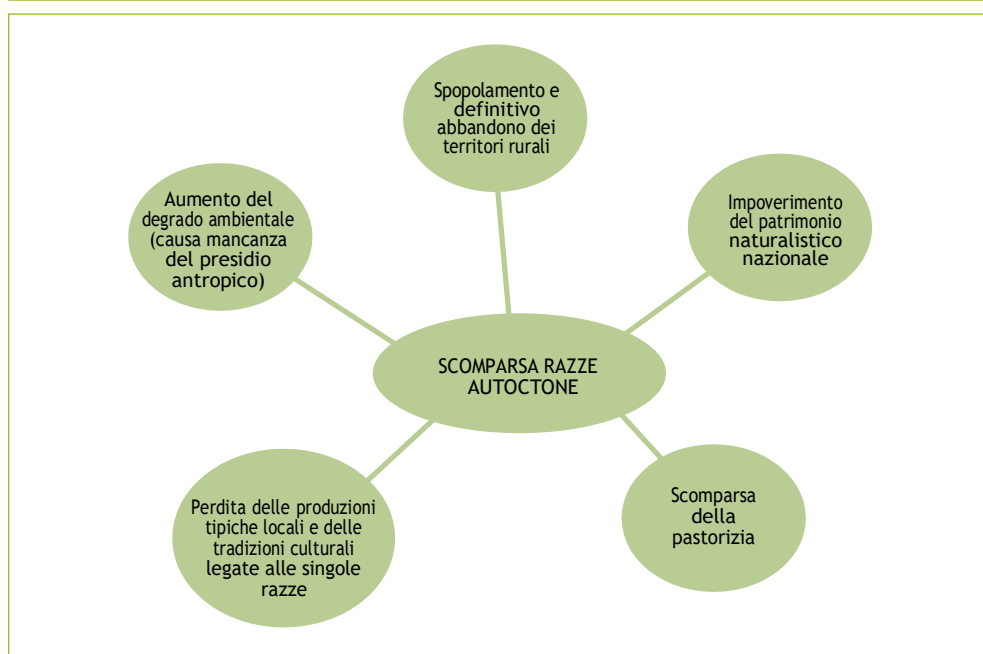 Spopolamento e
definitivo
abbandono dei
territori rurali
Aumento del
degrado ambientale
(causa mancanza
del presidio
antropico)
Impoverimento
del patrimonio
naturalistico
nazionale
SCOMPARSA RAZZE
AUTOCTONE
Perdita delle produzioni
tipiche locali e delle
tradizioni culturali
legate alle singole
razze
Scomparsa
della
pastorizia